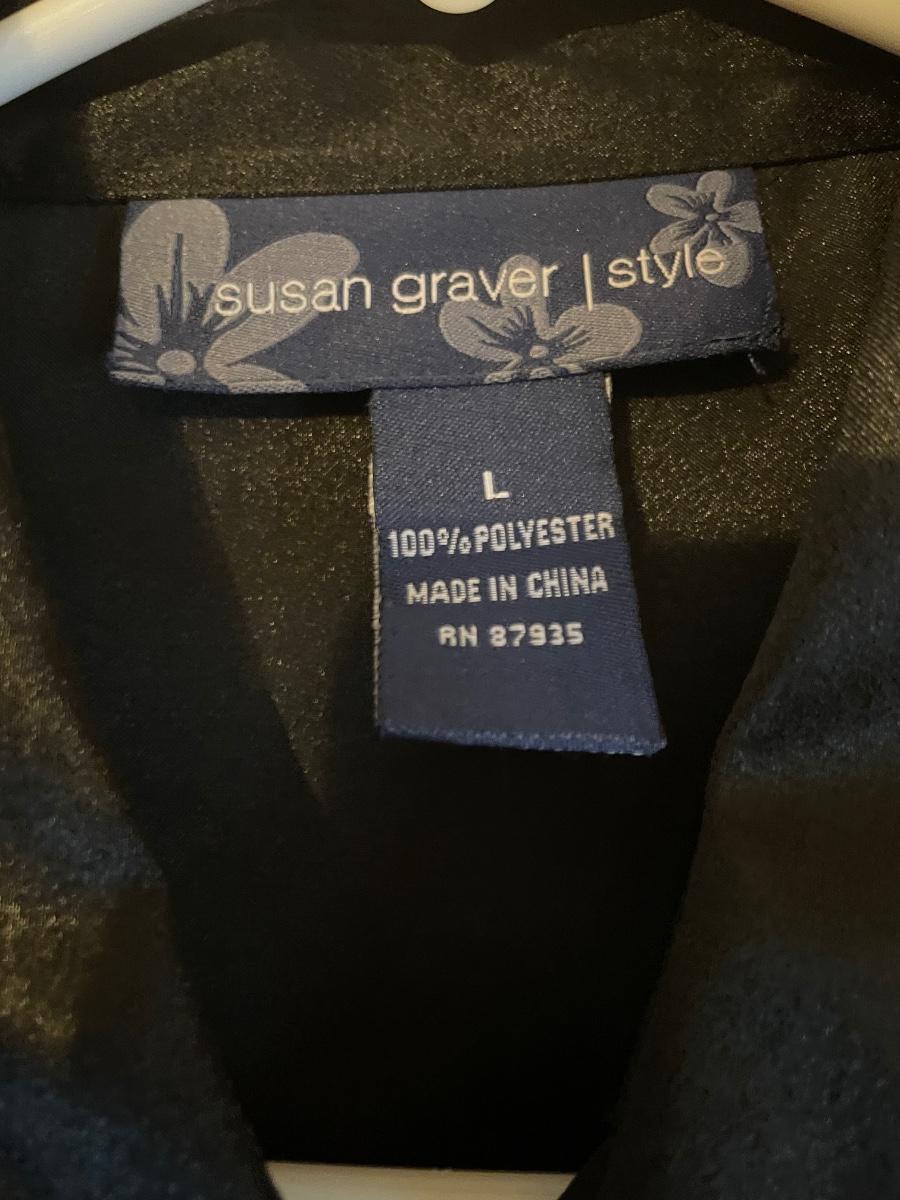 susan graver | style
L
100% POLYESTER
MADE IN CHINA
RN 87935